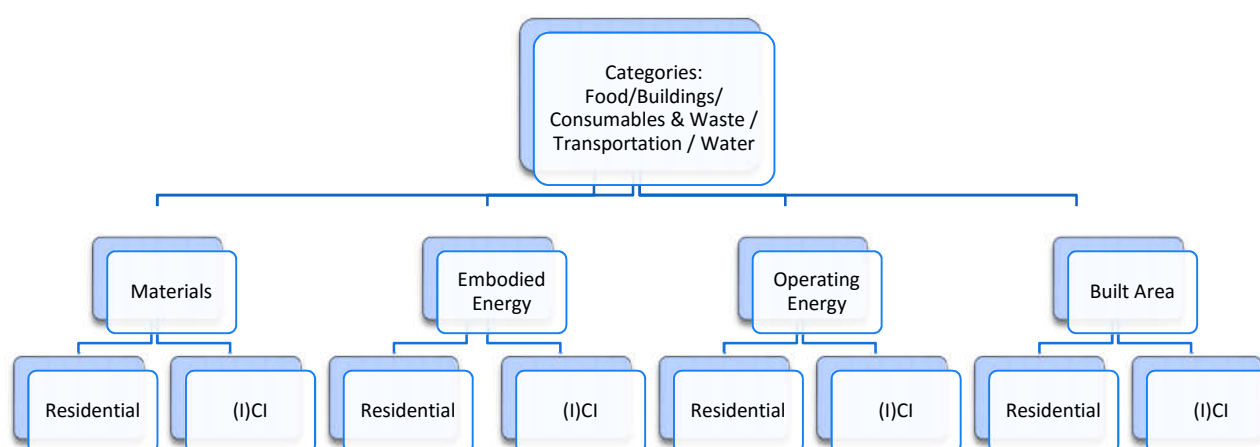 Categories:
Food/Buildings/
Consumables & Waste /
Transportation / Water
Materials
Embodied
Energy
Operating
Energy
Built Area
Residential
(I)CI
Residential
(I)CI
Residential
(I)CI
Residential
(I)CI